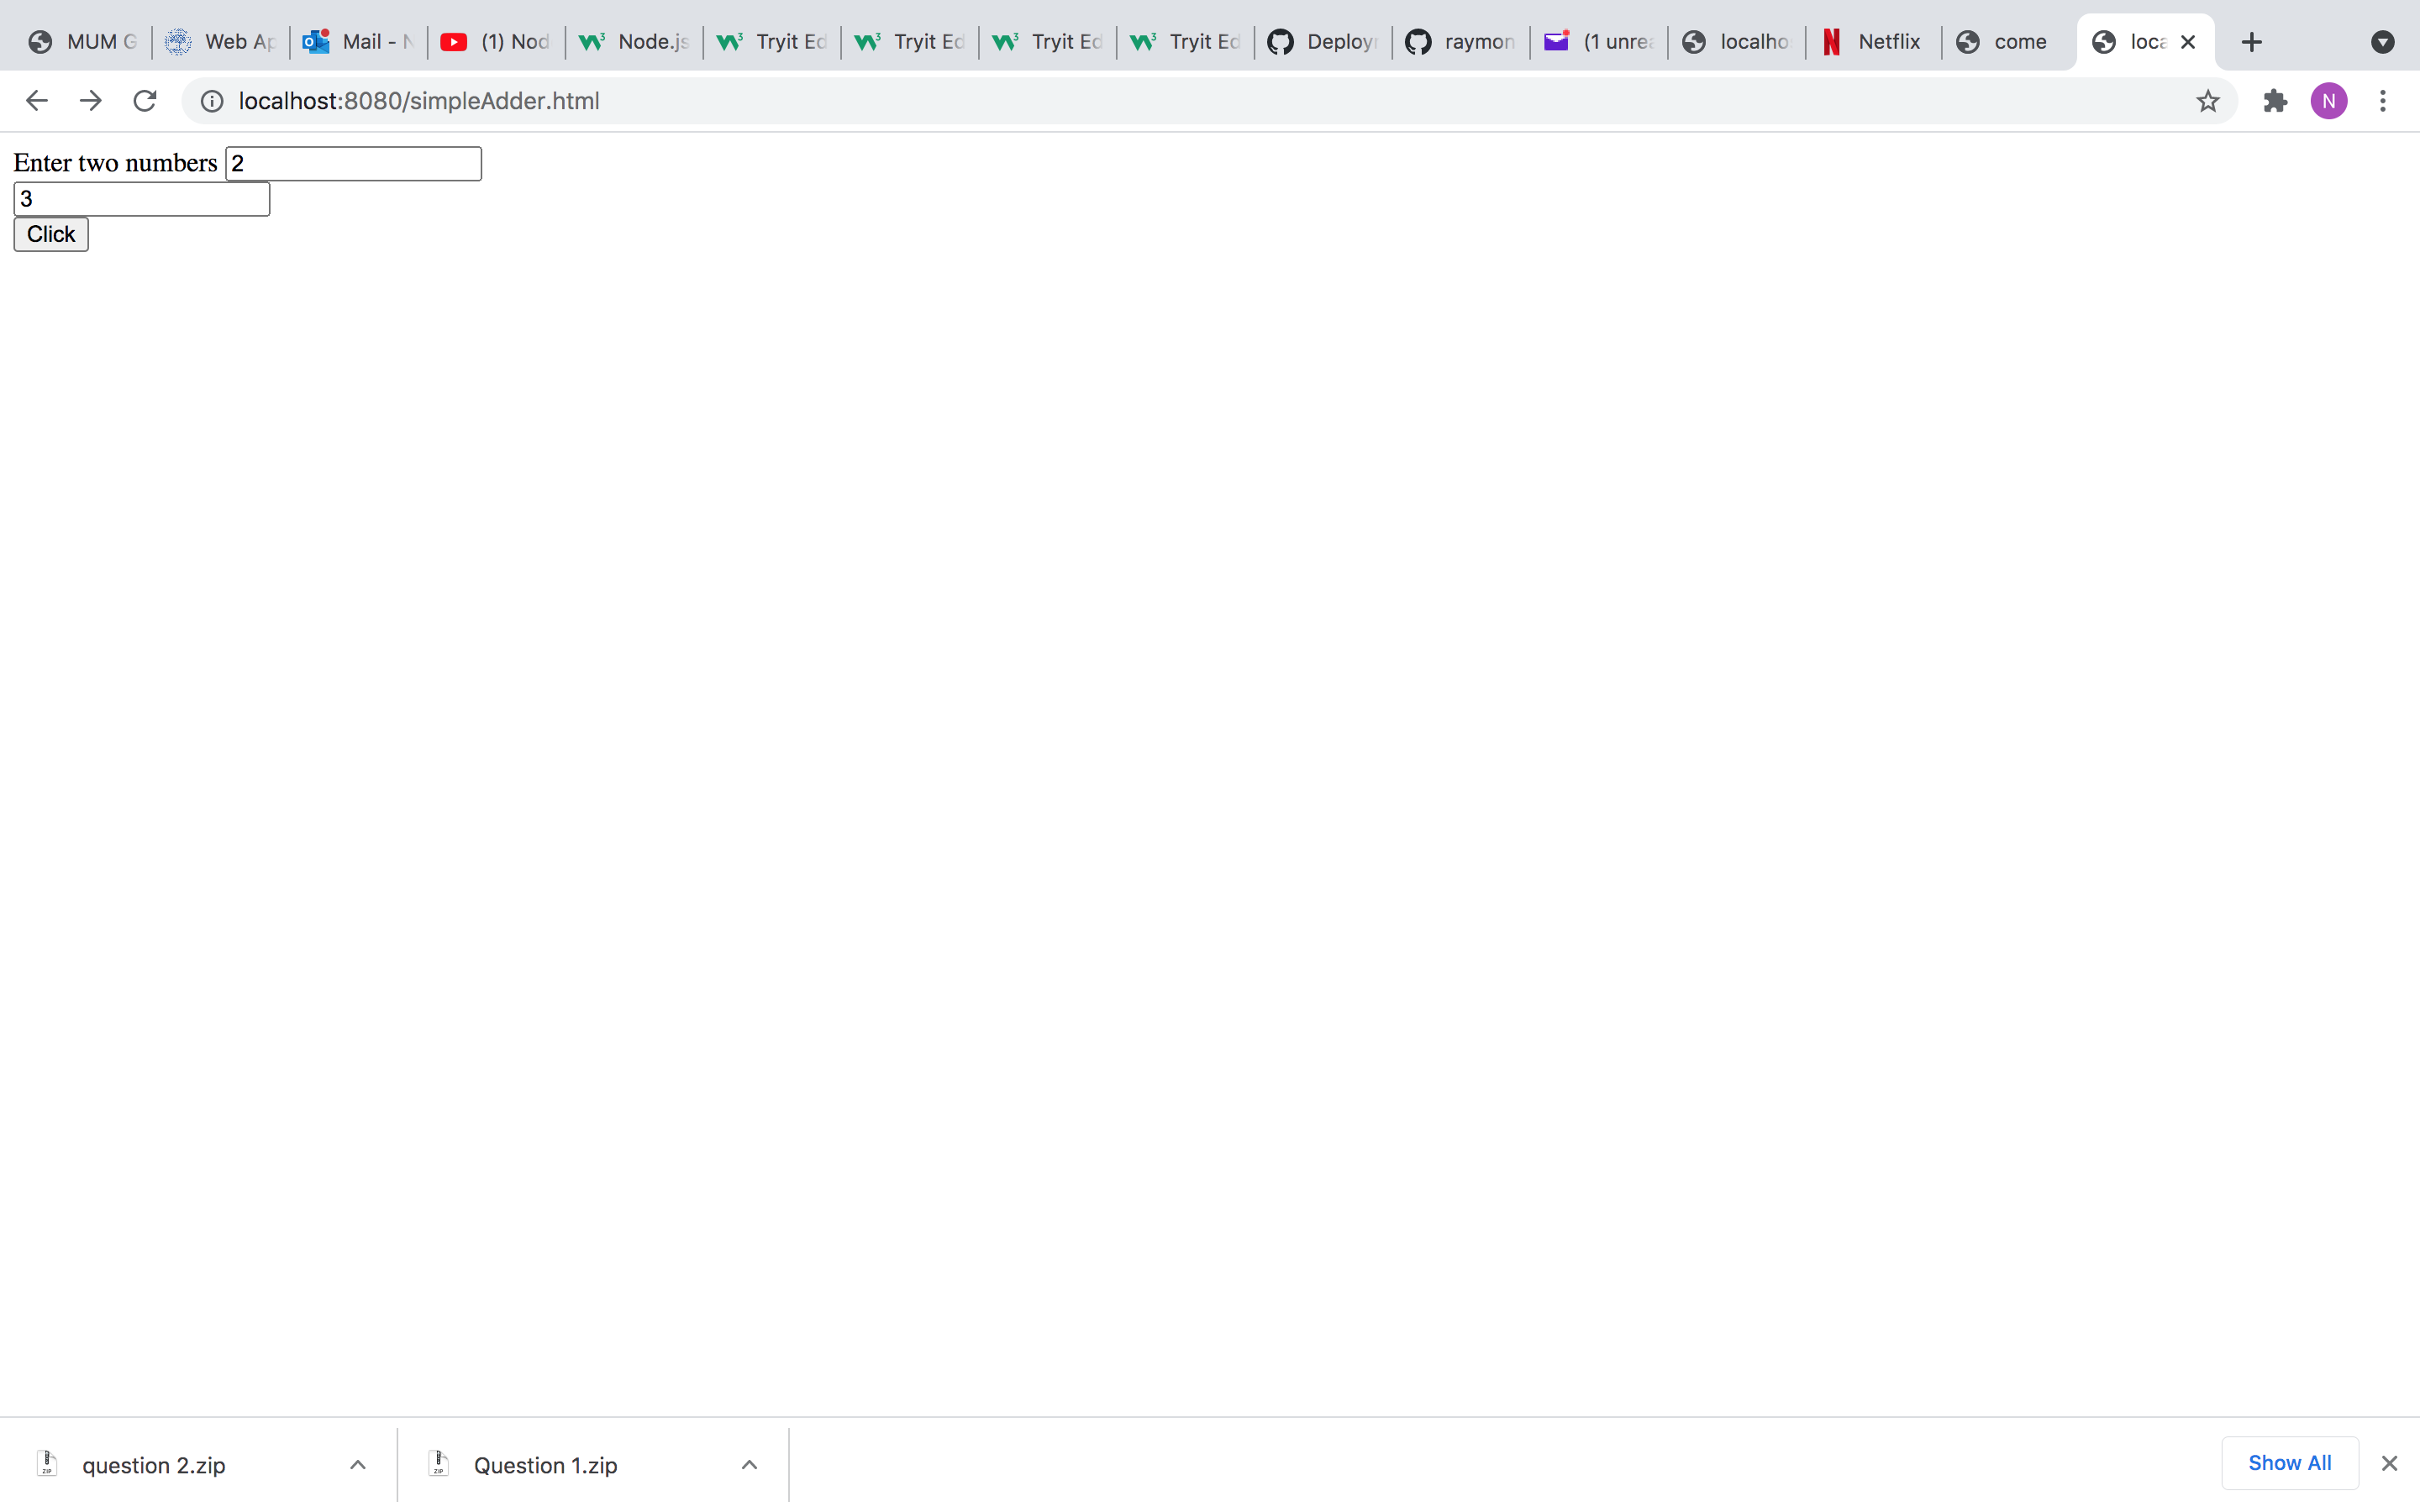 MUM G Web Ap Mail - N (1) Nod Node.js Tryit Ed Tryit Ed Tryit Ed Tryit Ed Deploy raymon (1 unrea localho Netflix come loca
localhost:8080/simpleAdder.html N
Enter two numbers 2
3
Click
question 2.zip Question 1.zip Show All